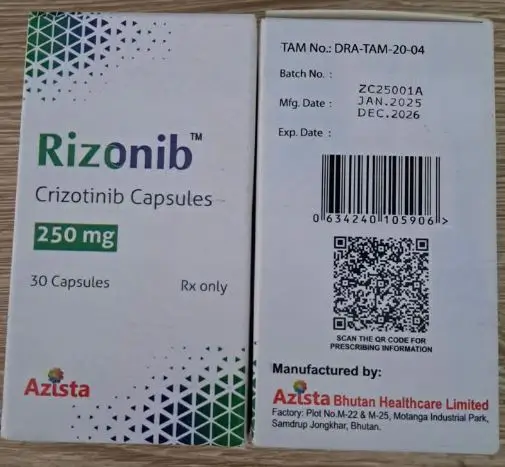 Rizonib™
Crizotinib Capsules
250 mg
30 Capsules
Rx only
Azista
TAM No.: DRA-TAM-20-04
Batch No. :
ZC25001A
Mfg. Date : JAN.2025
DEC.2026
Exp. Date :
0 634240 105906 >
SCAN THE QR CODE FOR
PRESCRIBING INFORMATION
Manufactured by:
Azista Bhutan Healthcare Limited
Factory: Plot No.M-22 & M-25, Motanga Industrial Park,
Samdrup Jongkhar, Bhutan.